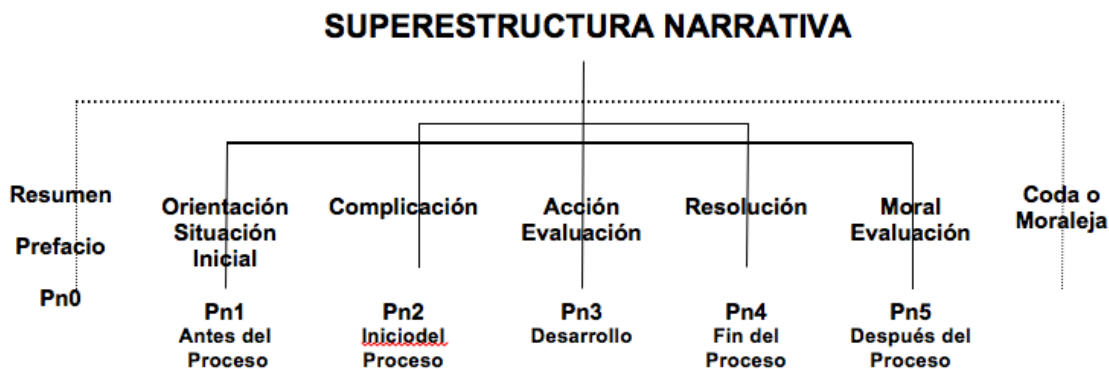 SUPERESTRUCTURA NARRATIVA
Resumen
Prefacio
Pn0
Orientación
Situación
Inicial
Pn1
Antes del
Proceso
Complicación
Pn2
Iniciodel
Proceso
Acción
Evaluación
Pn3
Desarrollo
Resolución
Pn4
Fin del
Proceso
Moral
Evaluación
Pn5
Después del
Proceso
Coda o
Moraleja